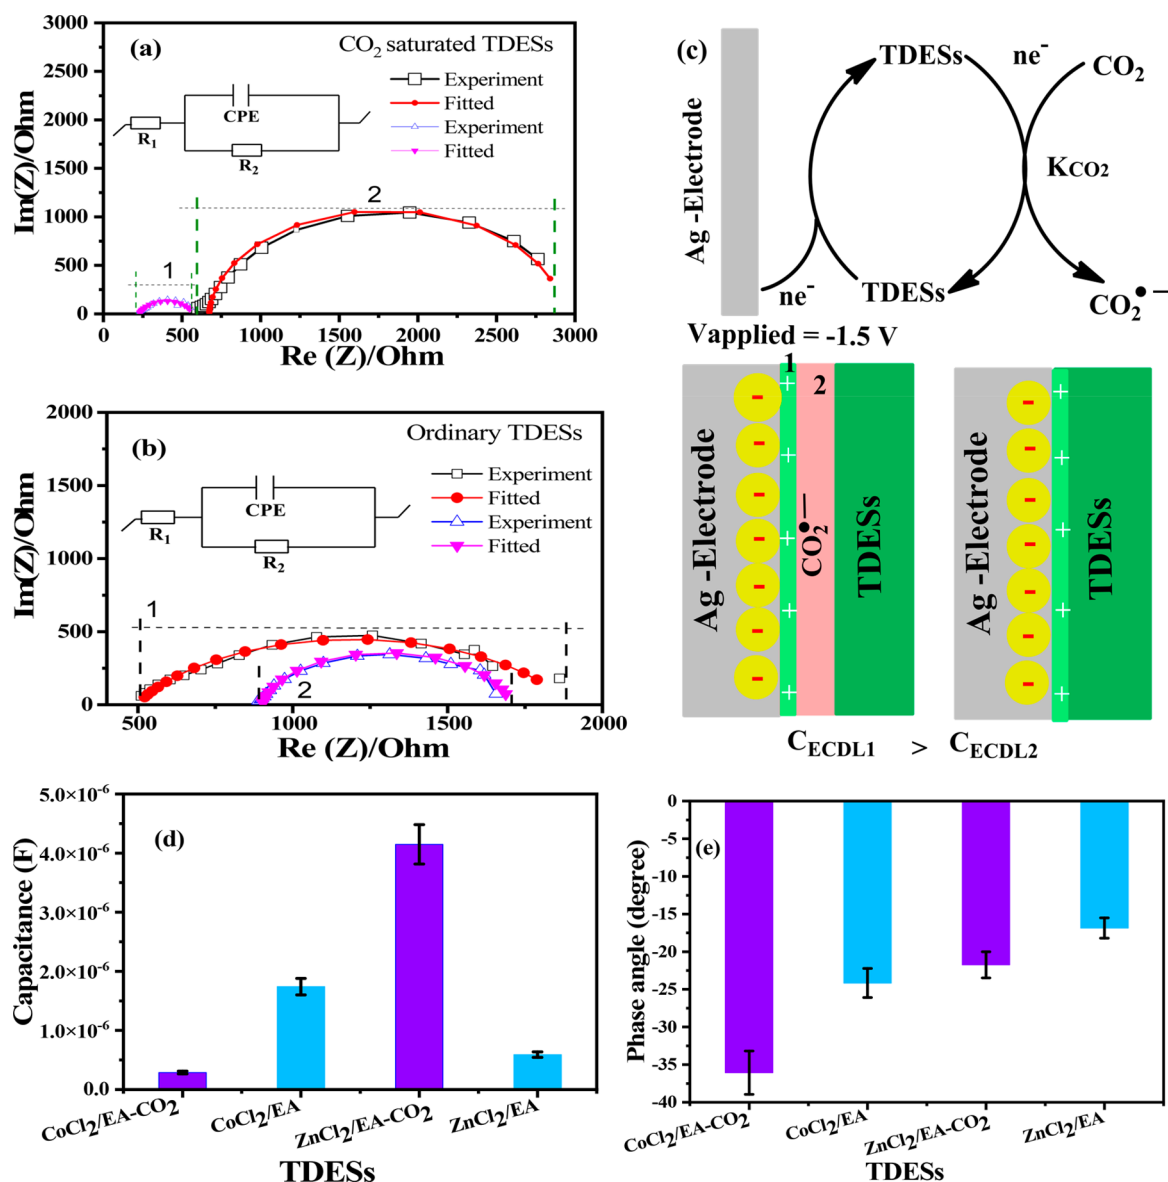 (a)
CO₂ saturated TDESs
Experiment
Fitted
Experiment
Fitted
CPE
R₁
R₂
1
2
3000
2500
2000
1500
1000
500
0
0 500 1000 1500 2000 2500 3000
Im(Z)/Ohm
Re (Z)/Ohm
(b)
Ordinary TDESs
Experiment
Fitted
Experiment
Fitted
CPE
R₁
R₂
1
2
2000
1500
1000
500
0
500 1000 1500 2000
Im(Z)/Ohm
Re (Z)/Ohm
(c)
Ag -Electrode
TDESs
ne⁻
CO₂
KCO2
ne⁻
TDESs
CO₂•−
Vapplied = -1.5 V
1
2
Ag -Electrode
- - - - - - -
+ + + + +
CO₂•−
TDESs
Ag -Electrode
- - - - - - -
+ + + + +
TDESs
C_ECDL1 > C_ECDL2
(d)
5.0×10⁻⁶
4.0×10⁻⁶
3.0×10⁻⁶
2.0×10⁻⁶
1.0×10⁻⁶
0.0
Capacitance (F)
CoCl₂/EA-CO₂
CoCl₂/EA
ZnCl₂/EA-CO₂
ZnCl₂/EA
TDESs
(e)
0
-5
-10
-15
-20
-25
-30
-35
-40
Phase angle (degree)
CoCl₂/EA-CO₂
CoCl₂/EA
ZnCl₂/EA-CO₂
ZnCl₂/EA
TDESs